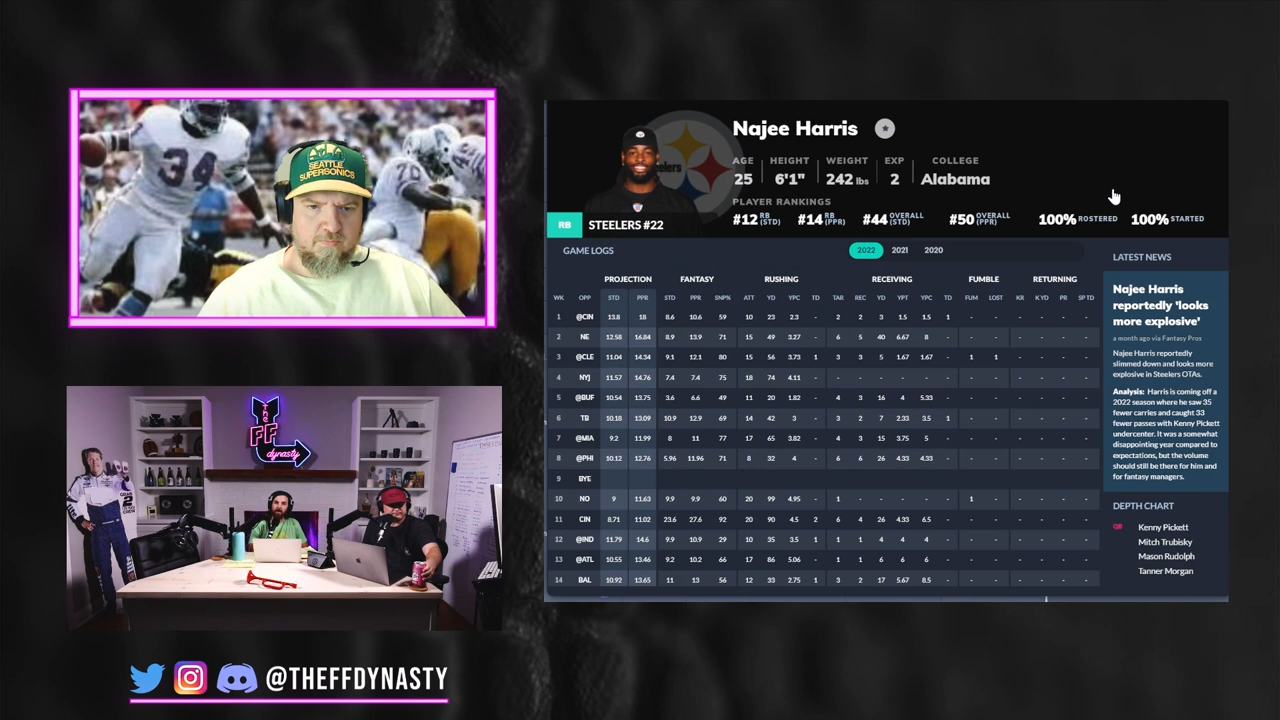 34
70
SEATTLE
SUPERSONICS
The
FF
dynasty
@THEFFDYNASTY
Najee Harris
AGE HEIGHT WEIGHT EXP COLLEGE
25 6'1" 242 lbs 2 Alabama
PLAYER RANKINGS
#12 RB (STD) #14 RB (PPR) #44 OVERALL (STD) #50 OVERALL (PPR) 100% ROSTERED 100% STARTED
RB STEELERS #22
GAME LOGS 2022 2021 2020
PROJECTION FANTASY RUSHING RECEIVING FUMBLE RETURNING
WK OPP STD PPR STD PPR SNP% ATT YD YPC TD TAR REC YD YPT YPC TD FUM LOST KR K YD PR SP TD
1 @CIN 13.8 18 8.6 10.6 59 10 23 2.3 - 2 2 3 1.5 1.5 1 - - - - - -
2 NE 12.58 16.84 8.9 13.9 71 15 49 3.27 - 6 5 40 6.67 8 - - - - - - -
3 @CLE 11.04 14.34 9.1 12.1 80 15 56 3.73 1 3 3 5 1.67 1.67 - 1 1 - - - -
4 NYJ 11.57 14.76 7.4 7.4 75 18 74 4.11 - - - - - - - - - - - - -
5 @BUF 10.54 13.75 3.6 6.6 49 11 20 1.82 - 4 3 16 4 5.33 - - - - - - -
6 TB 10.18 13.09 10.9 12.9 69 14 42 3 - 3 2 7 2.33 3.5 1 - - - - - -
7 @MIA 9.2 11.99 8 11 77 17 65 3.82 - 4 3 15 3.75 5 - - - - - - -
8 @PHI 10.12 12.76 5.96 11.96 71 8 32 4 - 6 6 26 4.33 4.33 - - - - - - -
9 BYE
10 NO 9 11.63 9.9 9.9 60 20 99 4.95 - 1 - - - - - - - - - - -
11 CIN 8.71 11.02 23.6 27.6 92 20 90 4.5 2 6 4 26 4.33 6.5 - - - - - - -
12 @IND 11.79 14.6 9.9 10.9 29 10 35 3.5 1 1 1 4 4 4 - - - - - - -
13 @ATL 10.55 13.46 9.2 10.2 66 17 86 5.06 - 1 1 6 6 6 - - - - - - -
14 BAL 10.92 13.65 11 13 56 12 33 2.75 1 3 2 17 5.67 8.5 - - - - - - -
LATEST NEWS
Najee Harris
reportedly 'looks
more explosive'
a month ago via Fantasy Pros
Najee Harris reportedly
slimmed down and looks more
explosive in Steelers OTAs.
Analysis: Harris is coming off a
2022 season where he saw 35
fewer carries and caught 33
fewer passes with Kenny Pickett
undercenter. It was a somewhat
disappointing year compared to
expectations, but the volume
should still be there for him and
for fantasy managers.
DEPTH CHART
QB Kenny Pickett
Mitch Trubisky
Mason Rudolph
Tanner Morgan